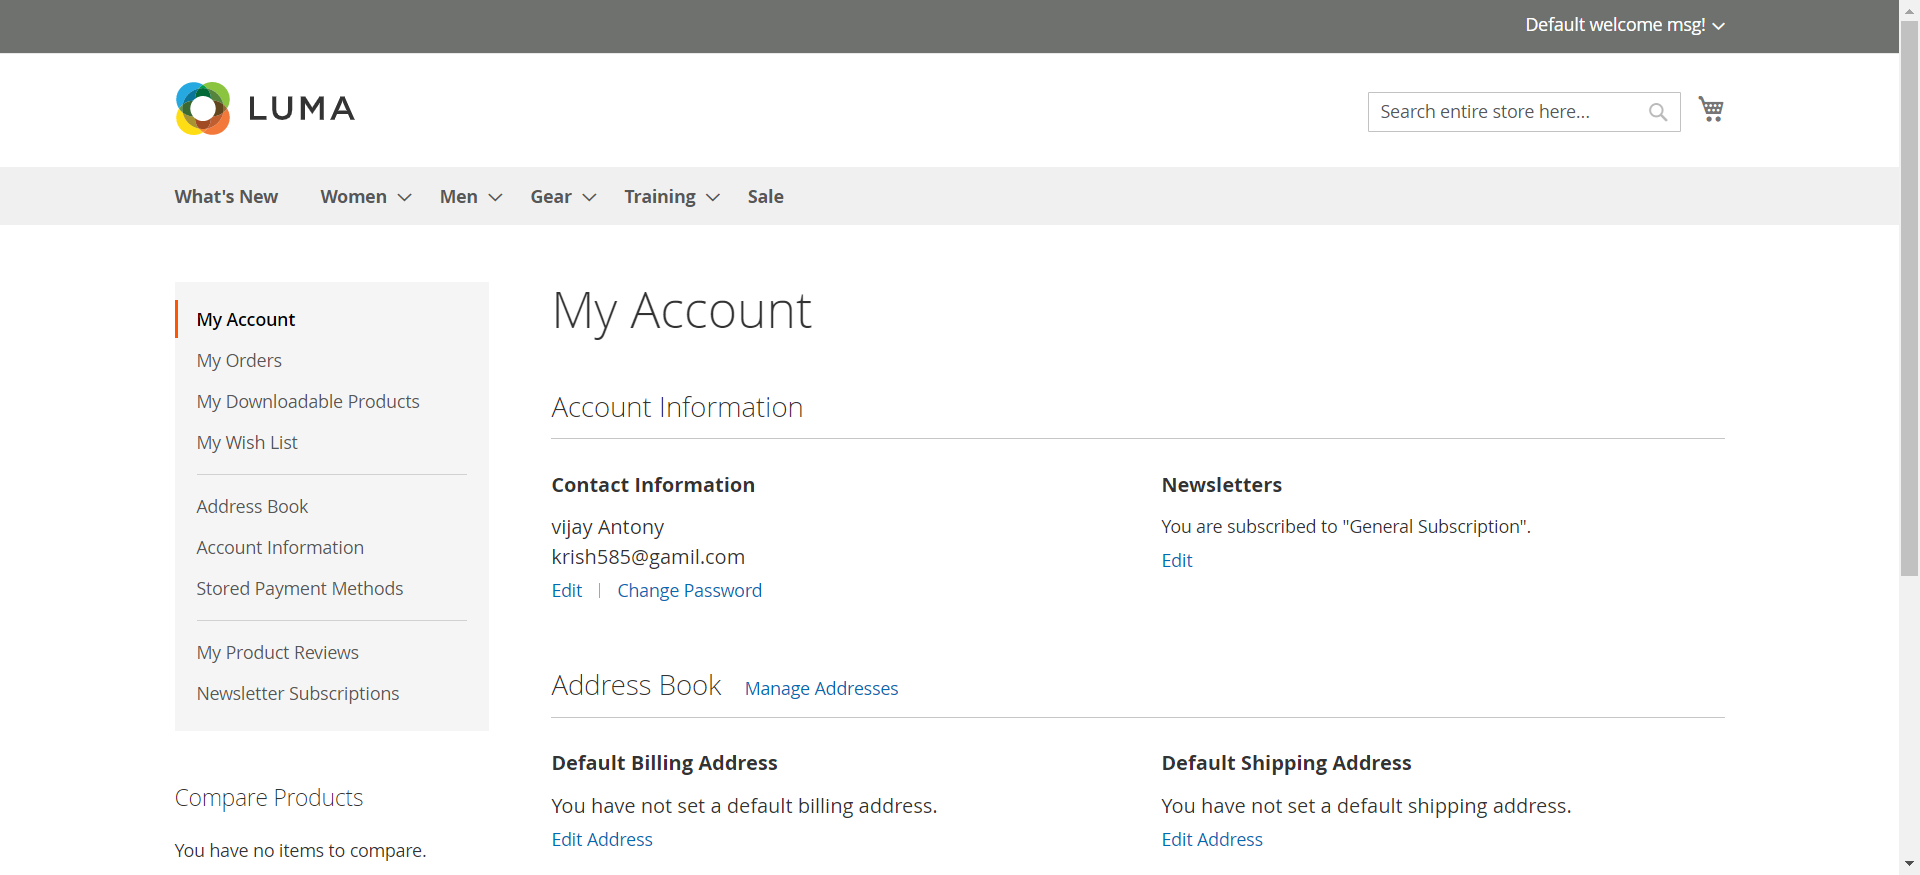 Default welcome msg!
LUMA
Search entire store here...
What's New Women Men Gear Training Sale
My Account
My Orders
My Downloadable Products
My Wish List
Address Book
Account Information
Stored Payment Methods
My Product Reviews
Newsletter Subscriptions
Compare Products
You have no items to compare.
My Account
Account Information
Contact Information
vijay Antony
krish585@gamil.com
Edit | Change Password
Newsletters
You are subscribed to "General Subscription".
Edit
Address Book Manage Addresses
Default Billing Address
You have not set a default billing address.
Edit Address
Default Shipping Address
You have not set a default shipping address.
Edit Address